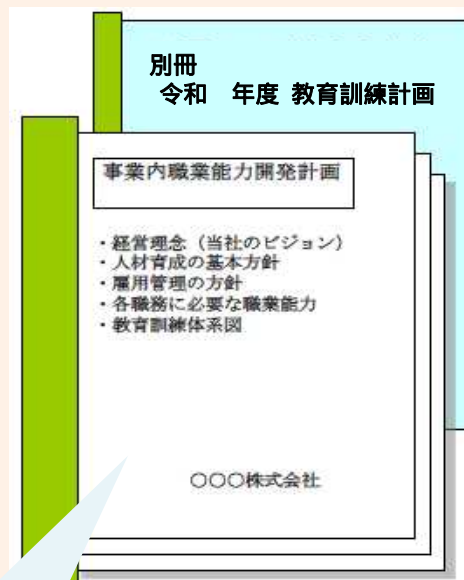 別冊
令和　年度 教育訓練計画
事業内職業能力開発計画
・経営理念（当社のビジョン）
・人材育成の基本方針
・雇用管理の方針
・各職務に必要な職業能力
・教育訓練体系図
〇〇〇株式会社